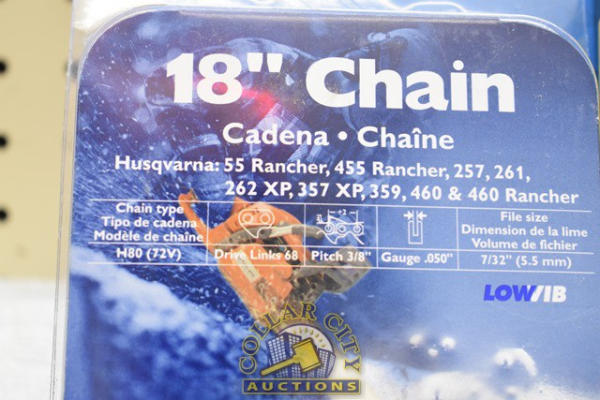 18" Chain
Cadena • Chaîne
Husqvarna: 55 Rancher, 455 Rancher, 257, 261,
262 XP, 357 XP, 359, 460 & 460 Rancher
Chain type
Tipo de cadena
Modèle de chaîne
H80 (72V)
Drive Links 68
÷2=
Pitch 3/8"
Gauge .050"
File size
Dimension de la lime
Volume de fichier
7/32" (5.5 mm)
LOWVIB
COLLAR CITY
AUCTIONS